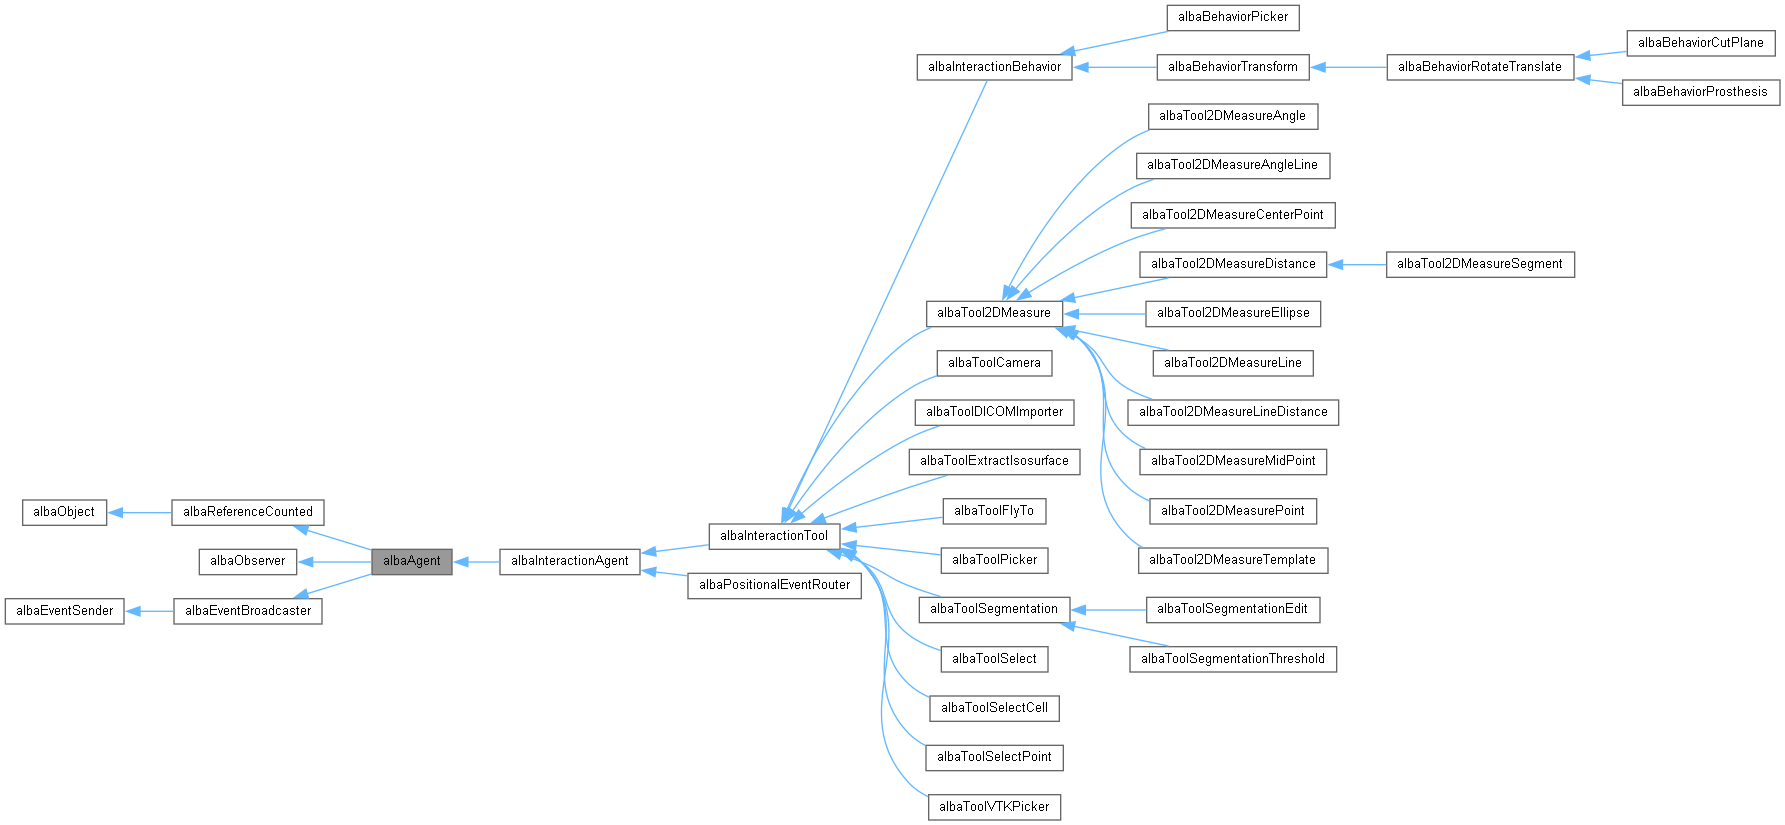 albaBehaviorPicker
albaBehaviorCutPlane
albaInteractionBehavior
albaBehaviorTransform
albaBehaviorRotateTranslate
albaBehaviorProsthesis
albaTool2DMeasureAngle
albaTool2DMeasureAngleLine
albaTool2DMeasureCenterPoint
albaTool2DMeasureDistance
albaTool2DMeasureSegment
albaTool2DMeasure
albaTool2DMeasureEllipse
albaToolCamera
albaTool2DMeasureLine
albaToolDICOMImporter
albaTool2DMeasureLineDistance
albaToolExtractIsosurface
albaTool2DMeasureMidPoint
albaObject
albaReferenceCounted
albaToolFlyTo
albaTool2DMeasurePoint
albaInteractionTool
albaObserver
albaAgent
albaInteractionAgent
albaToolPicker
albaTool2DMeasureTemplate
albaPositionalEventRouter
albaEventSender
albaEventBroadcaster
albaToolSegmentation
albaToolSegmentationEdit
albaToolSelect
albaToolSegmentationThreshold
albaToolSelectCell
albaToolSelectPoint
albaToolVTKPicker